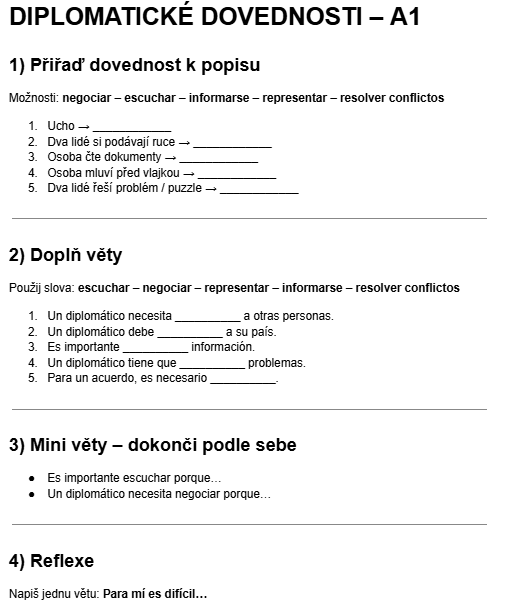 DIPLOMATICKÉ DOVEDNOSTI – A1
1) Přiřaď dovednost k popisu
Možnosti: negociar – escuchar – informarse – representar – resolver conflictos
1. Ucho → ____________
2. Dva lidé si podávají ruce → ____________
3. Osoba čte dokumenty → ____________
4. Osoba mluví před vlajkou → ____________
5. Dva lidé řeší problém / puzzle → ____________
2) Doplň věty
Použij slova: escuchar – negociar – representar – informarse – resolver conflictos
1. Un diplomático necesita __________ a otras personas.
2. Un diplomático debe __________ a su país.
3. Es importante __________ información.
4. Un diplomático tiene que __________ problemas.
5. Para un acuerdo, es necesario __________.
3) Mini věty – dokonči podle sebe
● Es importante escuchar porque…
● Un diplomático necesita negociar porque…
4) Reflexe
Napiš jednu větu: Para mí es difícil…